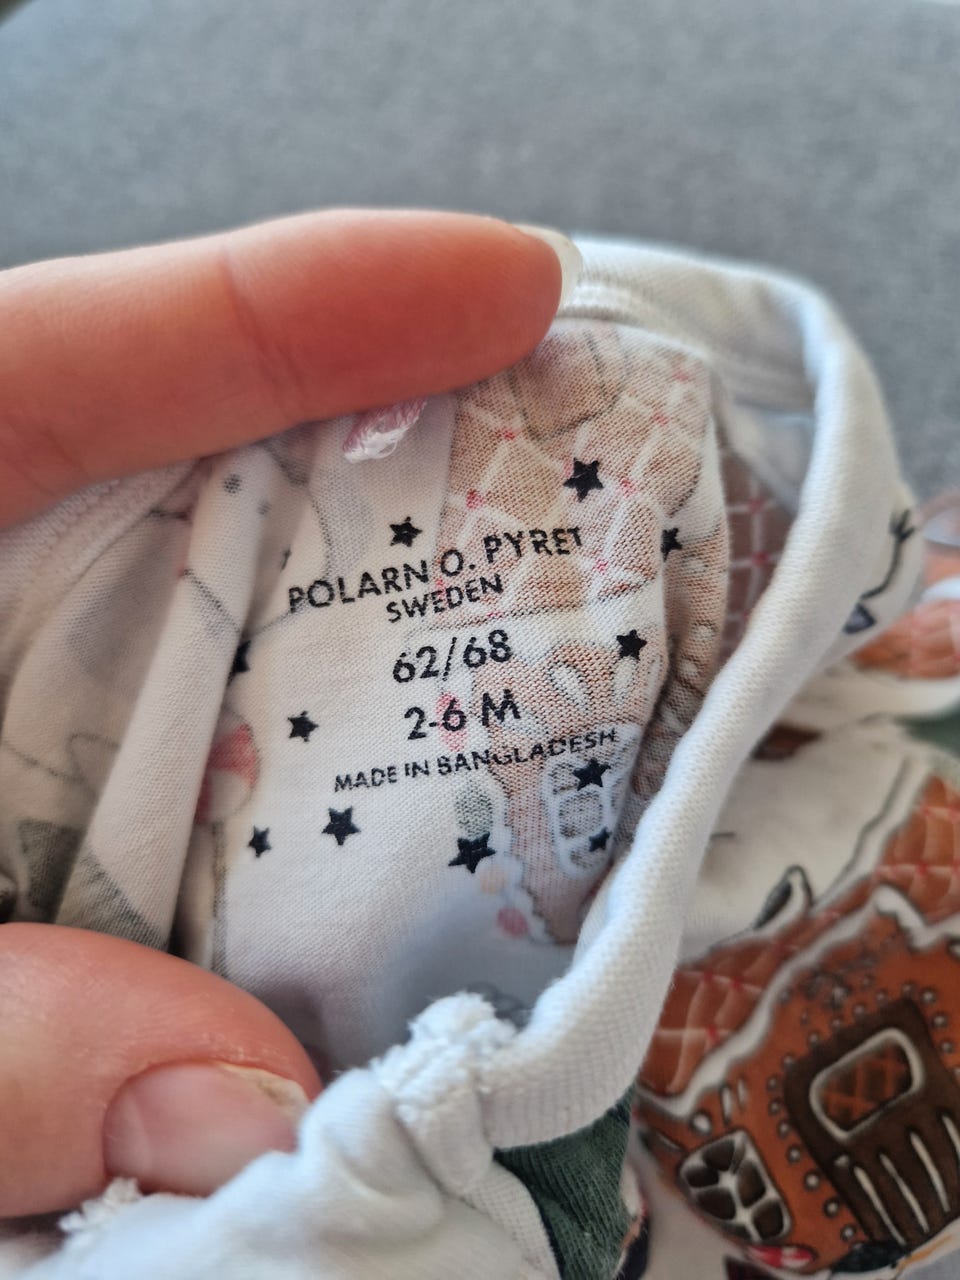 POLARN O. PYRET
SWEDEN
62/68
2-6 M
MADE IN BANGLADESH